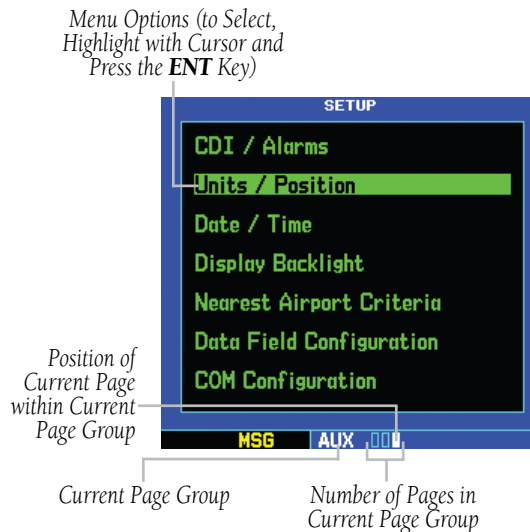 Menu Options (to Select,
Highlight with Cursor and
Press the ENT Key)
SETUP
CDI / Alarms
Units / Position
Date / Time
Display Backlight
Nearest Airport Criteria
Data Field Configuration
COM Configuration
Position of
Current Page
within Current
Page Group
MSG
AUX
Current Page Group
Number of Pages in
Current Page Group